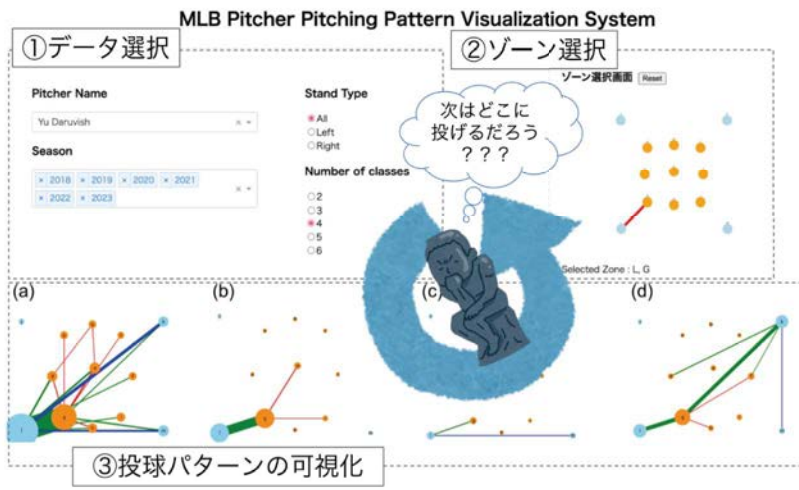 MLB Pitcher Pitching Pattern Visualization System
①データ選択
②ゾーン選択
Pitcher Name
Yu Daruvish
Season
× 2018 × 2019 × 2020 × 2021
× 2022 × 2023
Stand Type
All
Left
Right
Number of classes
2
3
4
5
6
次はどこに
投げるだろう
？？？
ゾーン選択画面 Reset
Selected Zone : L, G
(a)
(b)
(c)
(d)
③投球パターンの可視化